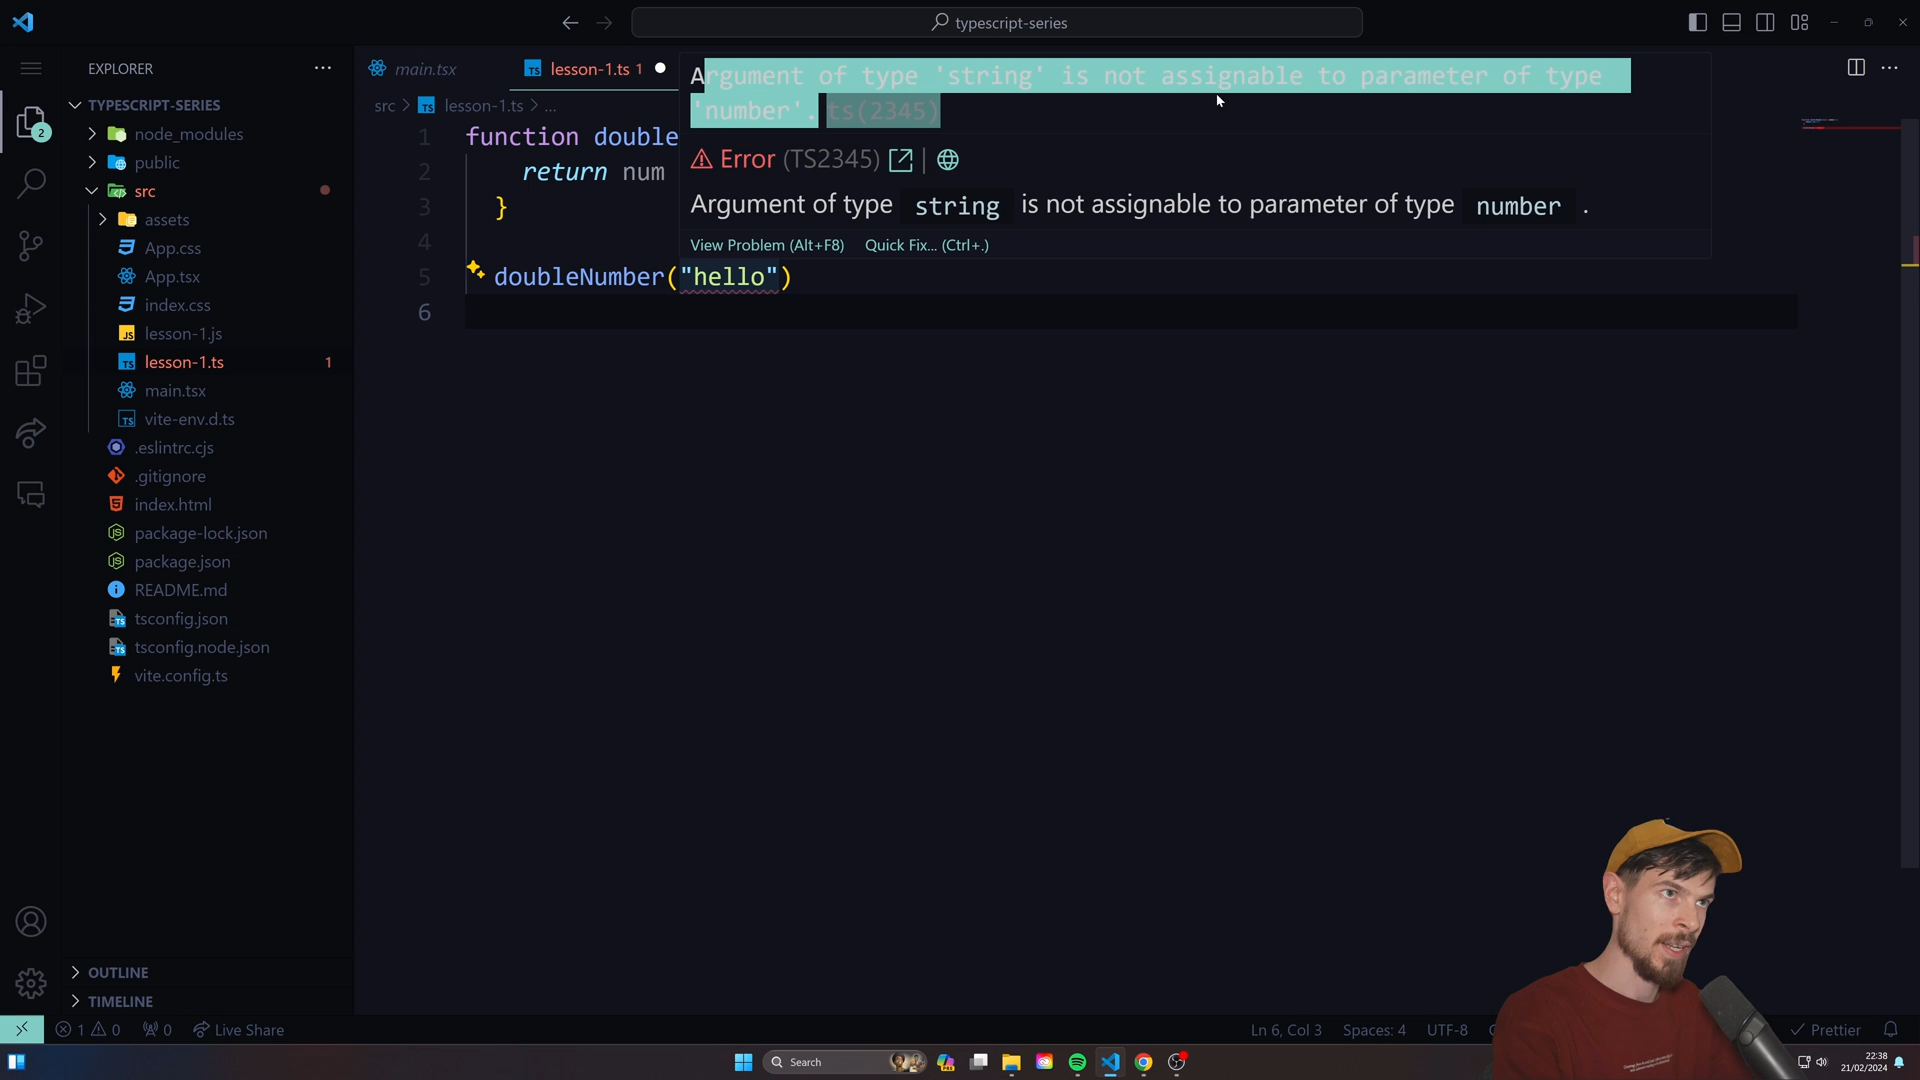 typescript-series
EXPLORER
TYPESCRIPT-SERIES
node_modules
public
src
assets
App.css
App.tsx
index.css
lesson-1.js
lesson-1.ts 1
main.tsx
vite-env.d.ts
.eslintrc.cjs
.gitignore
index.html
package-lock.json
package.json
README.md
tsconfig.json
tsconfig.node.json
vite.config.ts
OUTLINE
TIMELINE
main.tsx
lesson-1.ts 1
src > lesson-1.ts > ...
1 function double
2 return num
3 }
4
5 doubleNumber("hello")
6
Argument of type 'string' is not assignable to parameter of type
'number'. ts(2345)
Error (TS2345) |
Argument of type string is not assignable to parameter of type number .
View Problem (Alt+F8) Quick Fix... (Ctrl+.)
2
1 0 0 Live Share
Ln 6, Col 3 Spaces: 4 UTF-8 Prettier
Search
22:38
21/02/2024